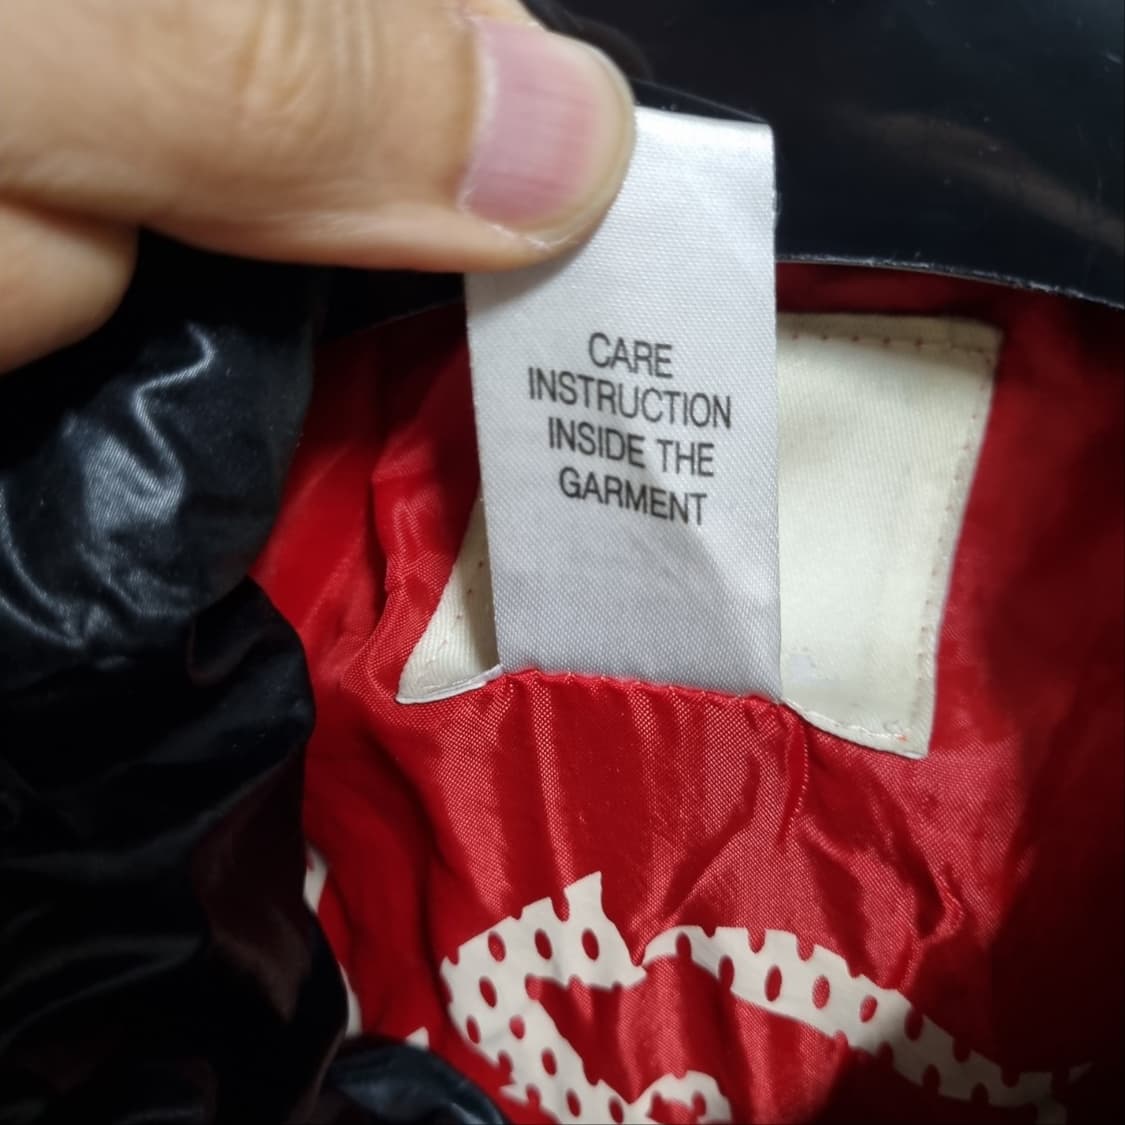 CARE
INSTRUCTION
INSIDE THE
GARMENT